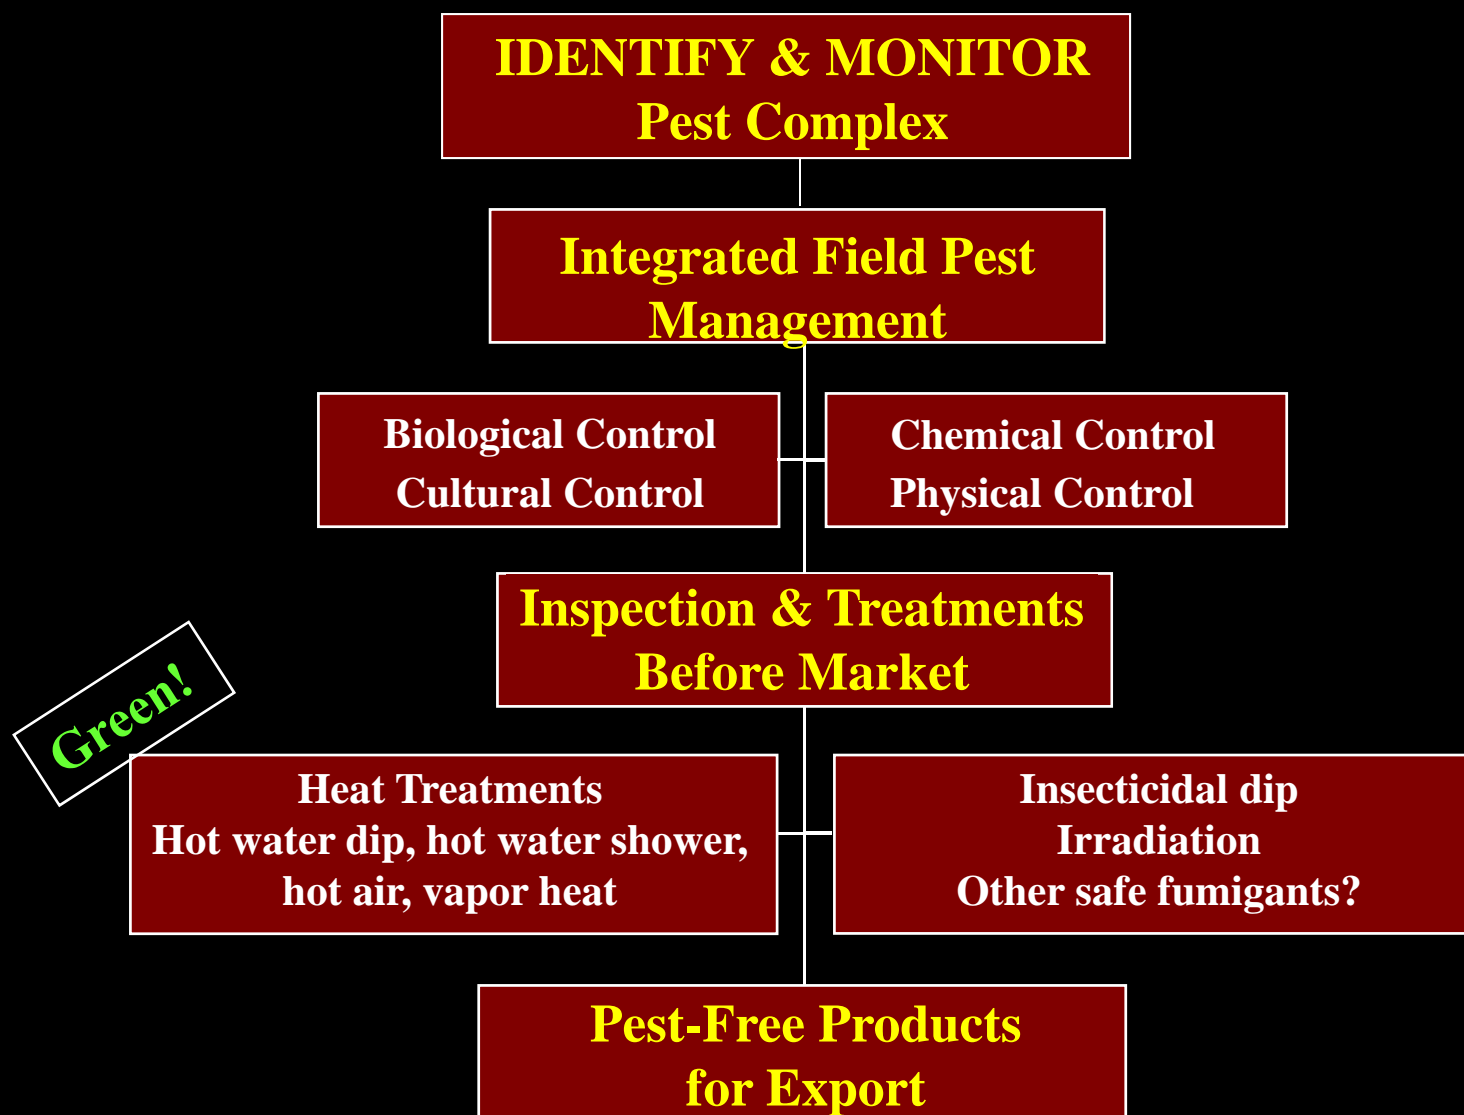 IDENTIFY & MONITOR
Pest Complex
Integrated Field Pest
Management
Biological Control
Cultural Control
Chemical Control
Physical Control
Inspection & Treatments
Before Market
Green!
Heat Treatments
Hot water dip, hot water shower,
hot air, vapor heat
Insecticidal dip
Irradiation
Other safe fumigants?
Pest-Free Products
for Export